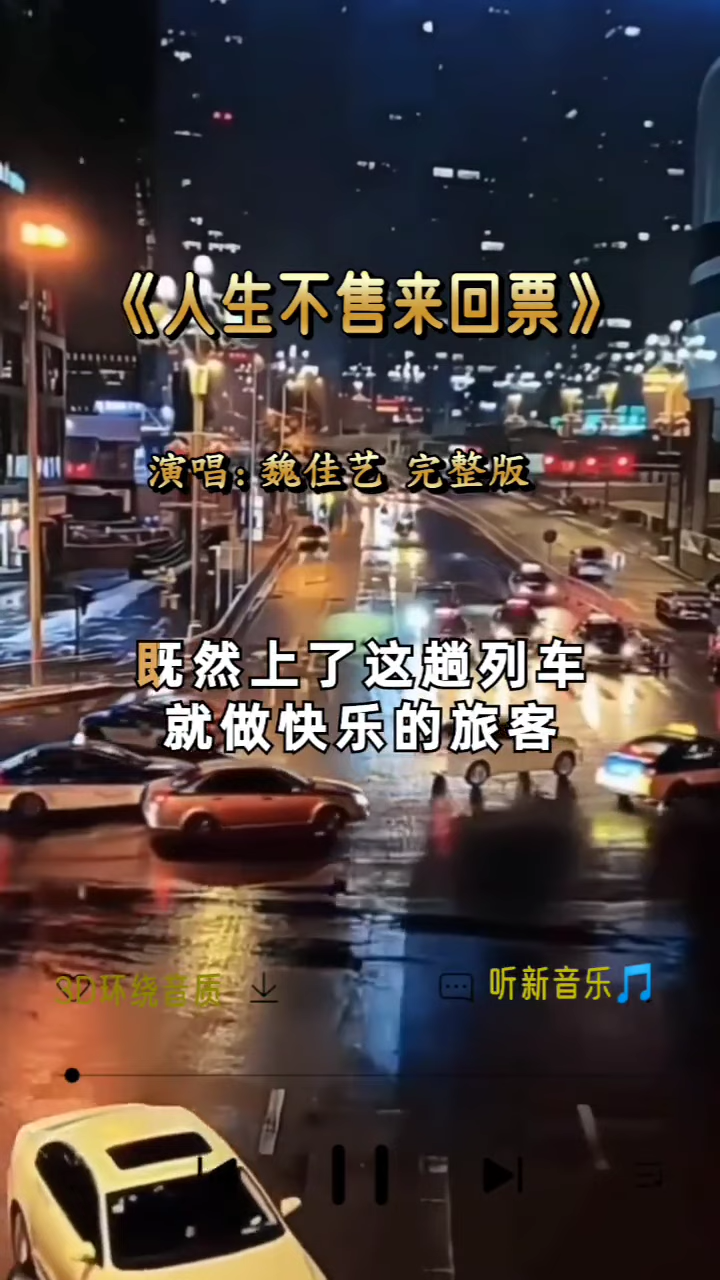 《人生不售来回票》
演唱:魏佳艺 完整版
既然上了这趟列车
就做快乐的旅客
3D环绕音质
听新音乐🎵